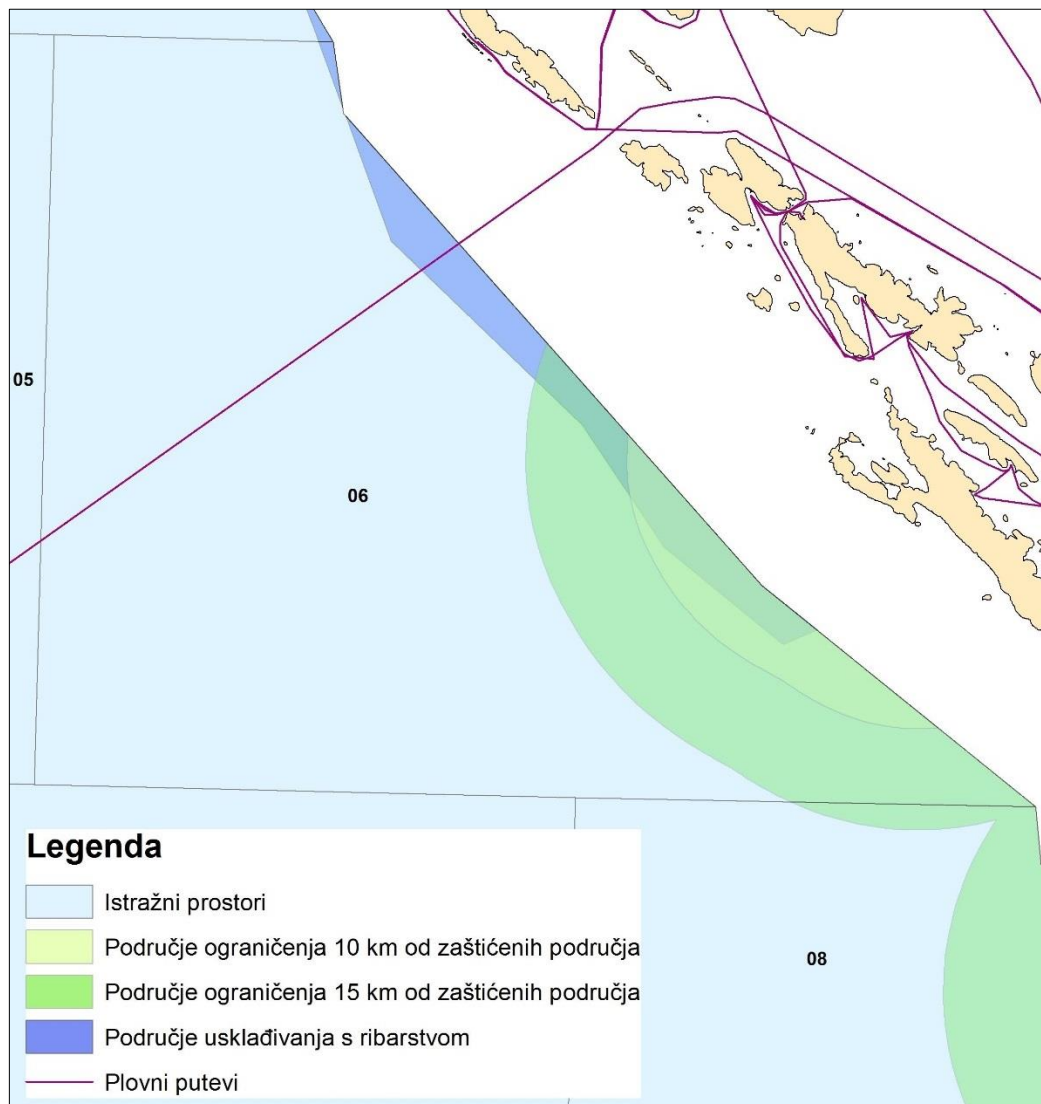 05
06
08
Legenda
Istražni prostori
Područje ograničenja 10 km od zaštićenih područja
Područje ograničenja 15 km od zaštićenih područja
Područje usklađivanja s ribarstvom
Plovni putevi